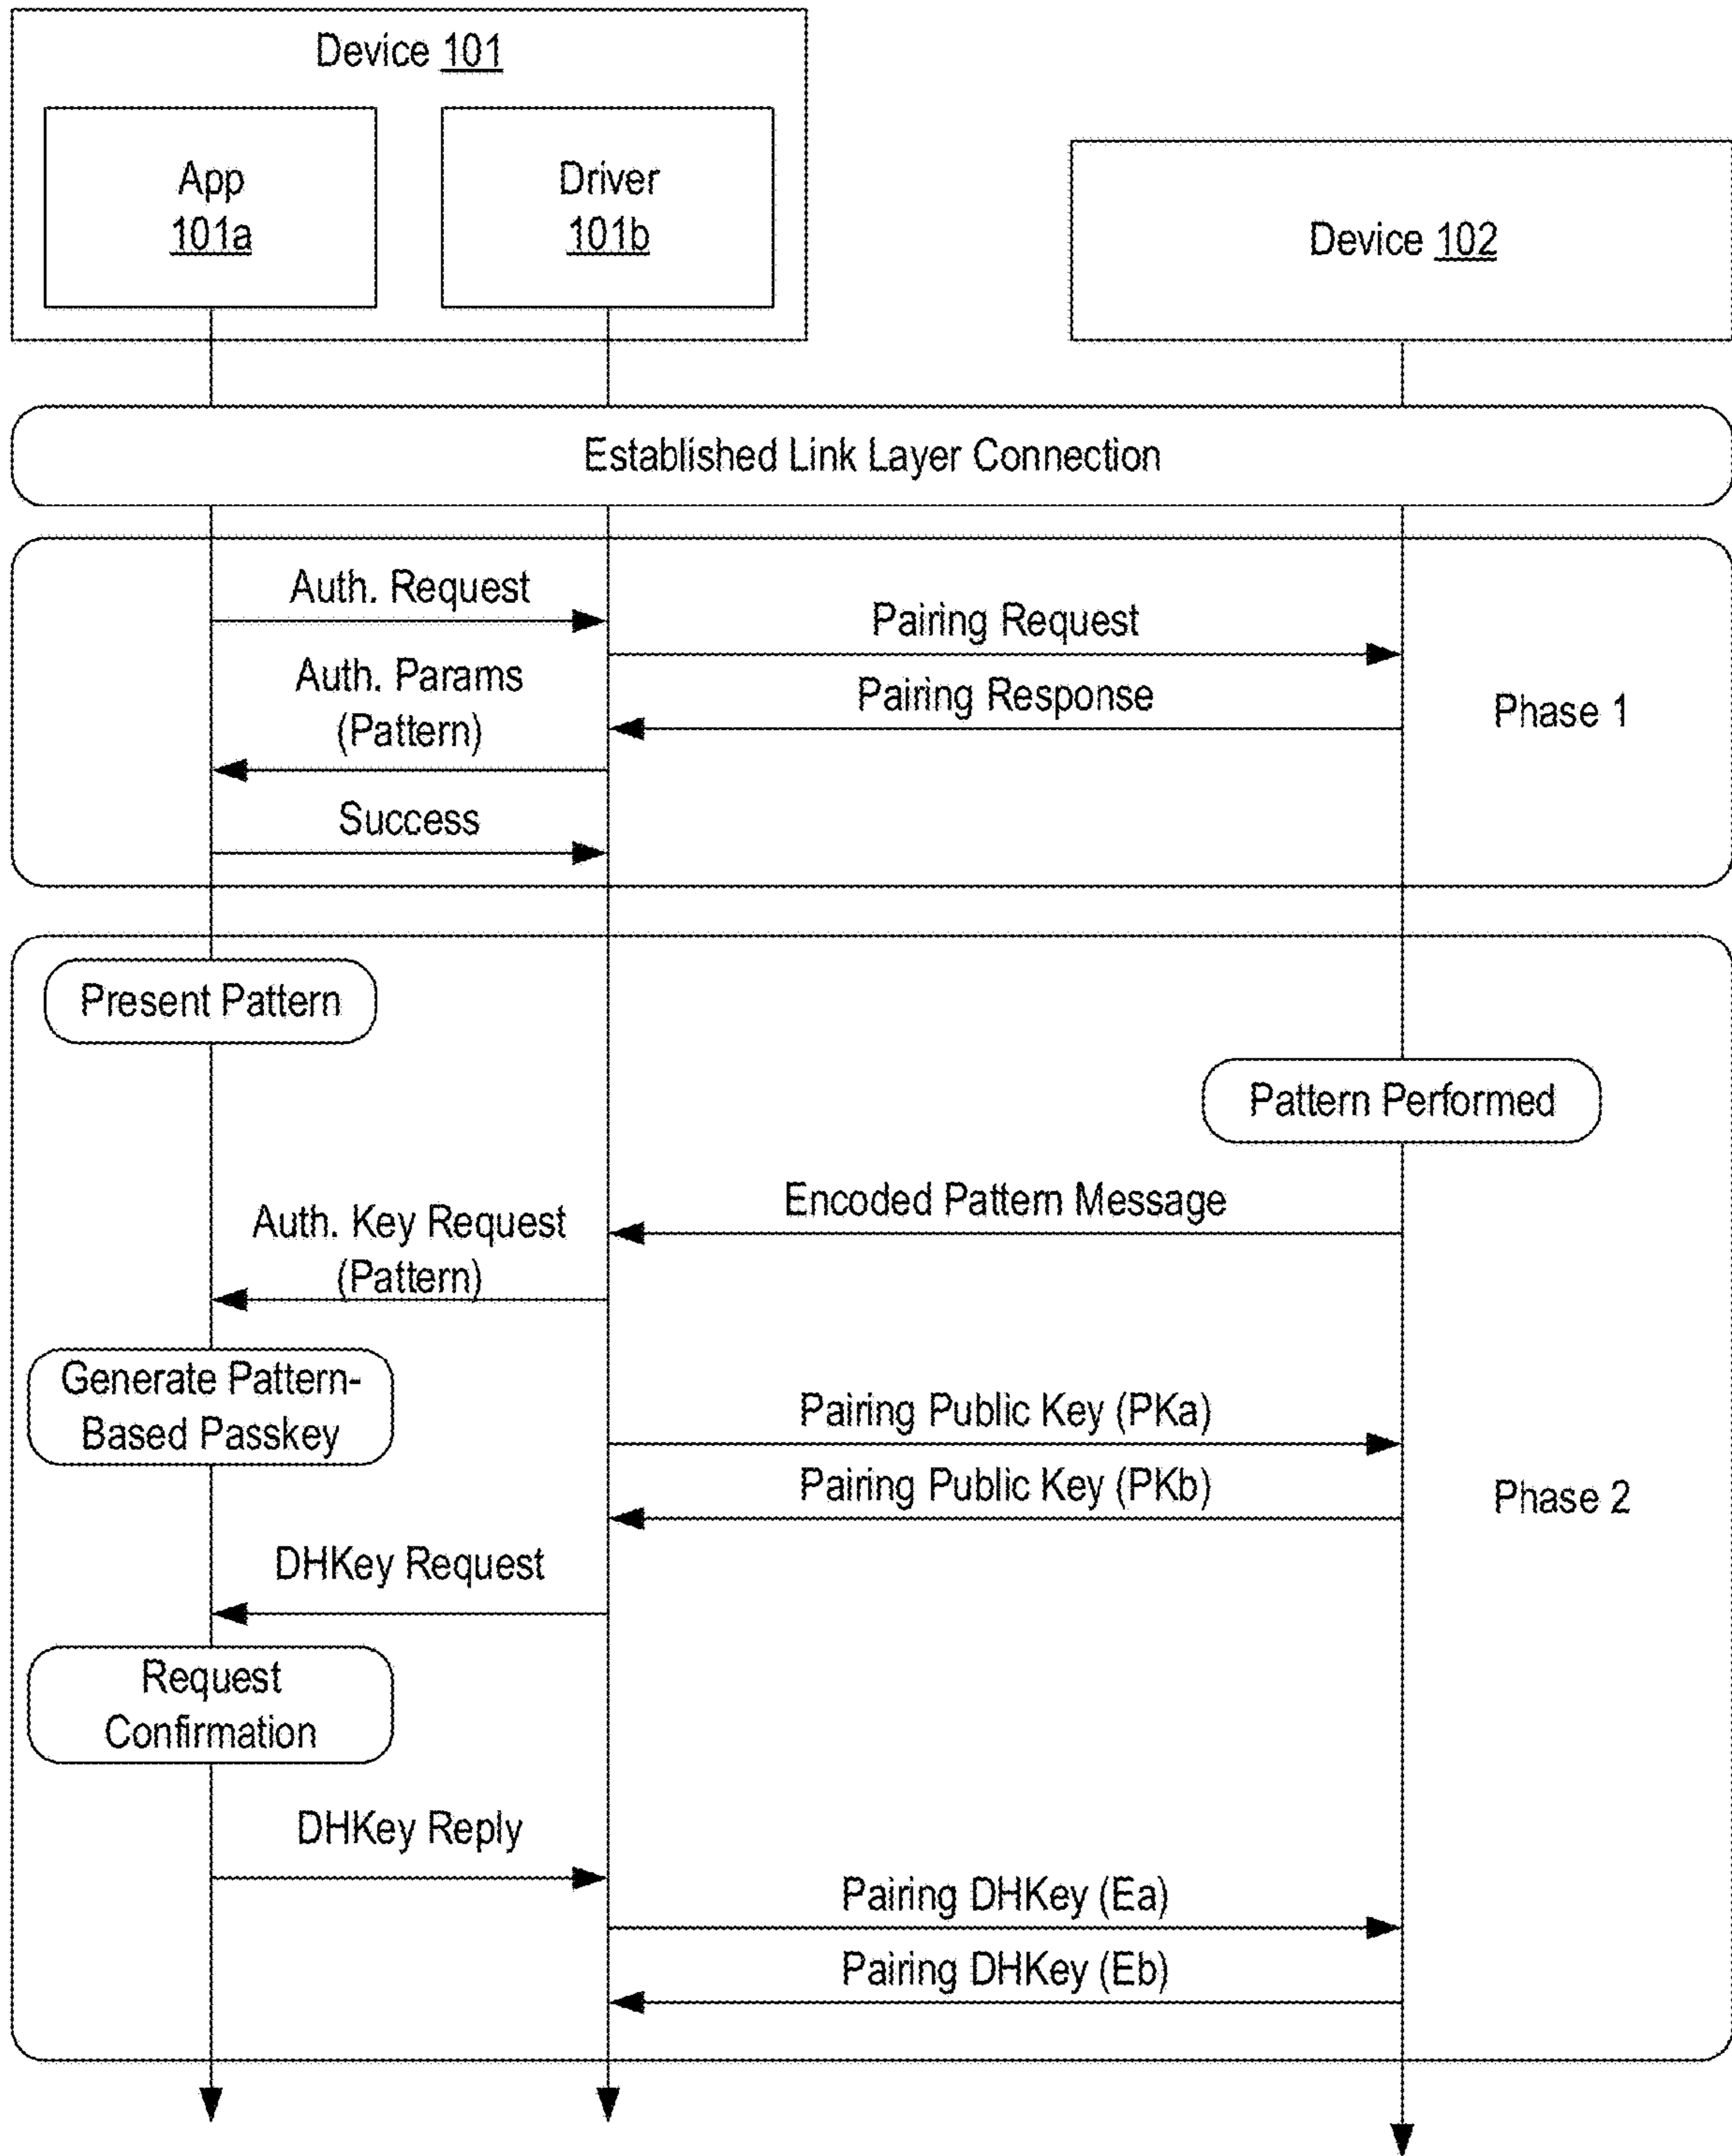 Device 101
App
101a
Driver
101b
Device 102
Established Link Layer Connection
Auth. Request
Pairing Request
Auth. Params
(Pattern)
Pairing Response
Phase 1
Success
Present Pattern
Pattern Performed
Encoded Pattern Message
Auth. Key Request
(Pattern)
Generate Pattern-
Based Passkey
Pairing Public Key (PKa)
Pairing Public Key (PKb)
Phase 2
DHKey Request
Request
Confirmation
DHKey Reply
Pairing DHKey (Ea)
Pairing DHKey (Eb)